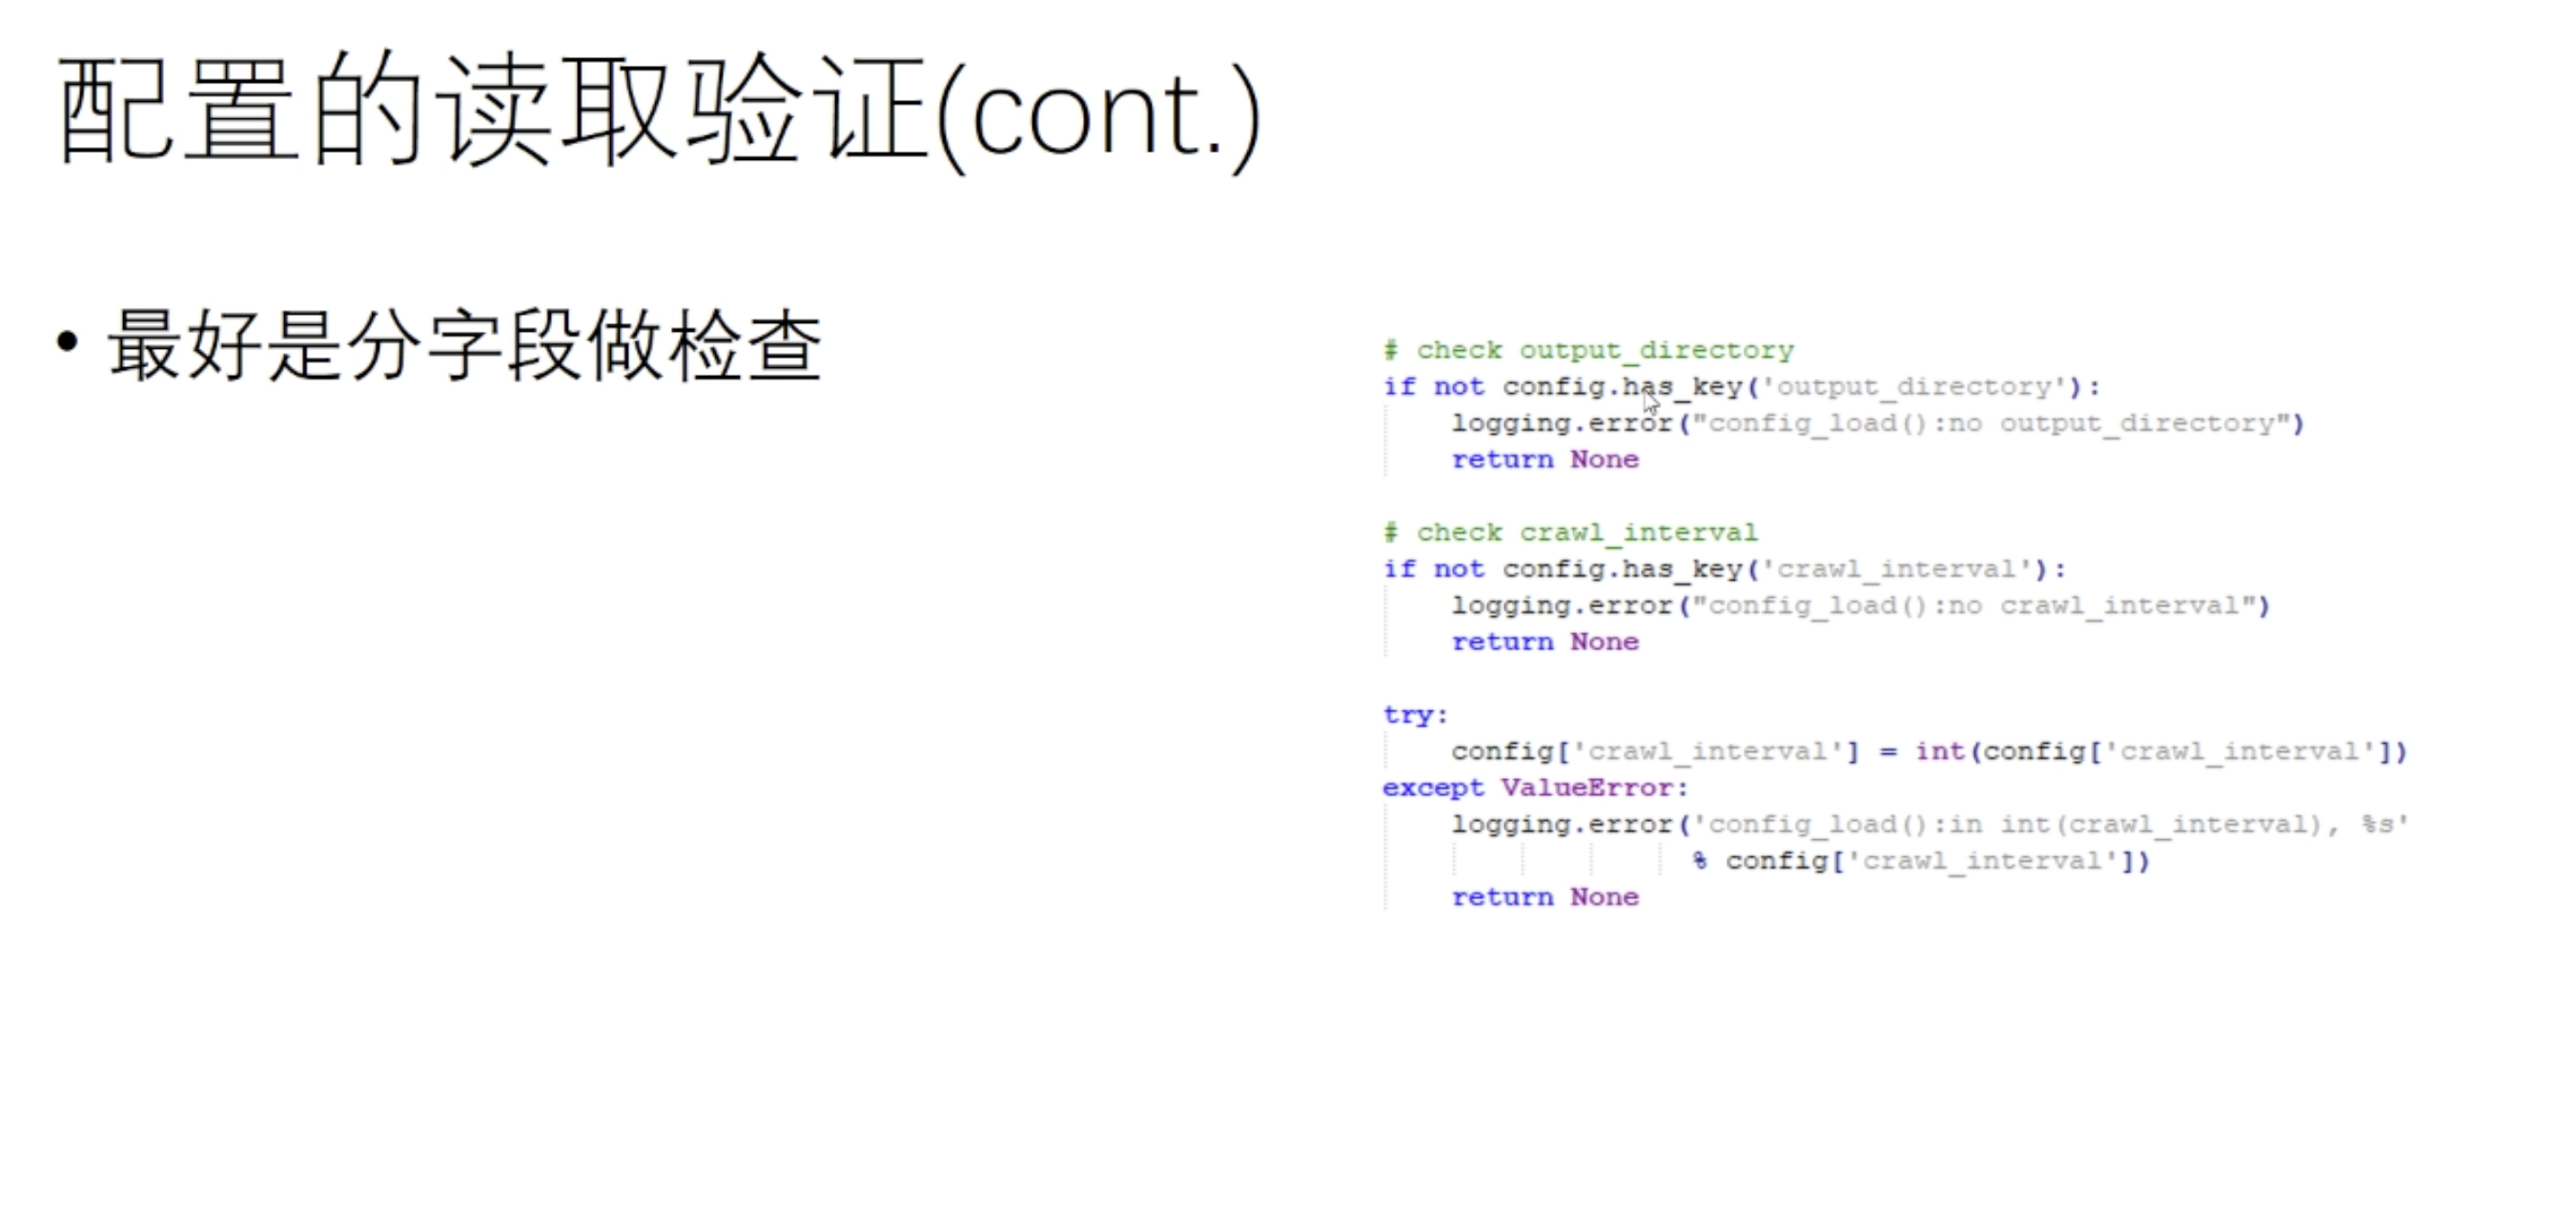 配置的读取验证(cont.)
• 最好是分字段做检查
# check output_directory
if not config.has_key('output_directory'):
    logging.error("config_load():no output_directory")
    return None
# check crawl_interval
if not config.has_key('crawl_interval'):
    logging.error("config_load():no crawl_interval")
    return None
try:
    config['crawl_interval'] = int(config['crawl_interval'])
except ValueError:
    logging.error('config_load():in int(crawl_interval), %s'
                  % config['crawl_interval'])
    return None